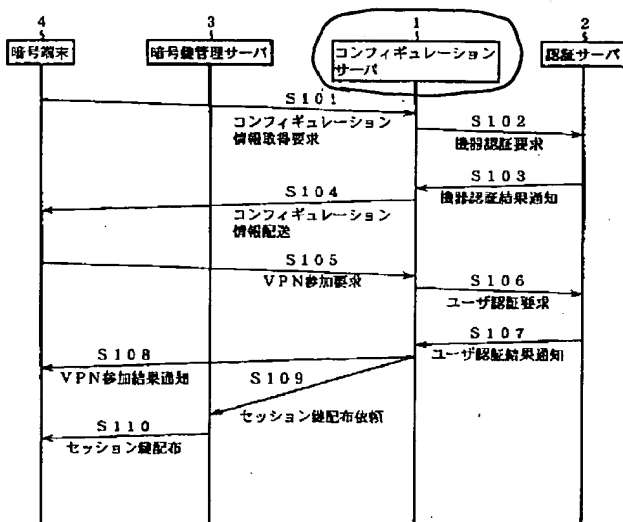 4
暗号端末
3
暗号鍵管理サーバ
1
コンフィギュレーション
サーバ
2
認証サーバ
S101
コンフィギュレーション
情報取得要求
S102
機器認証要求
S103
機器認証結果通知
S104
コンフィギュレーション
情報配送
S105
VPN参加要求
S106
ユーザ認証要求
S107
ユーザ認証結果通知
S108
VPN参加結果通知
S109
セッション鍵配布依頼
S110
セッション鍵配布